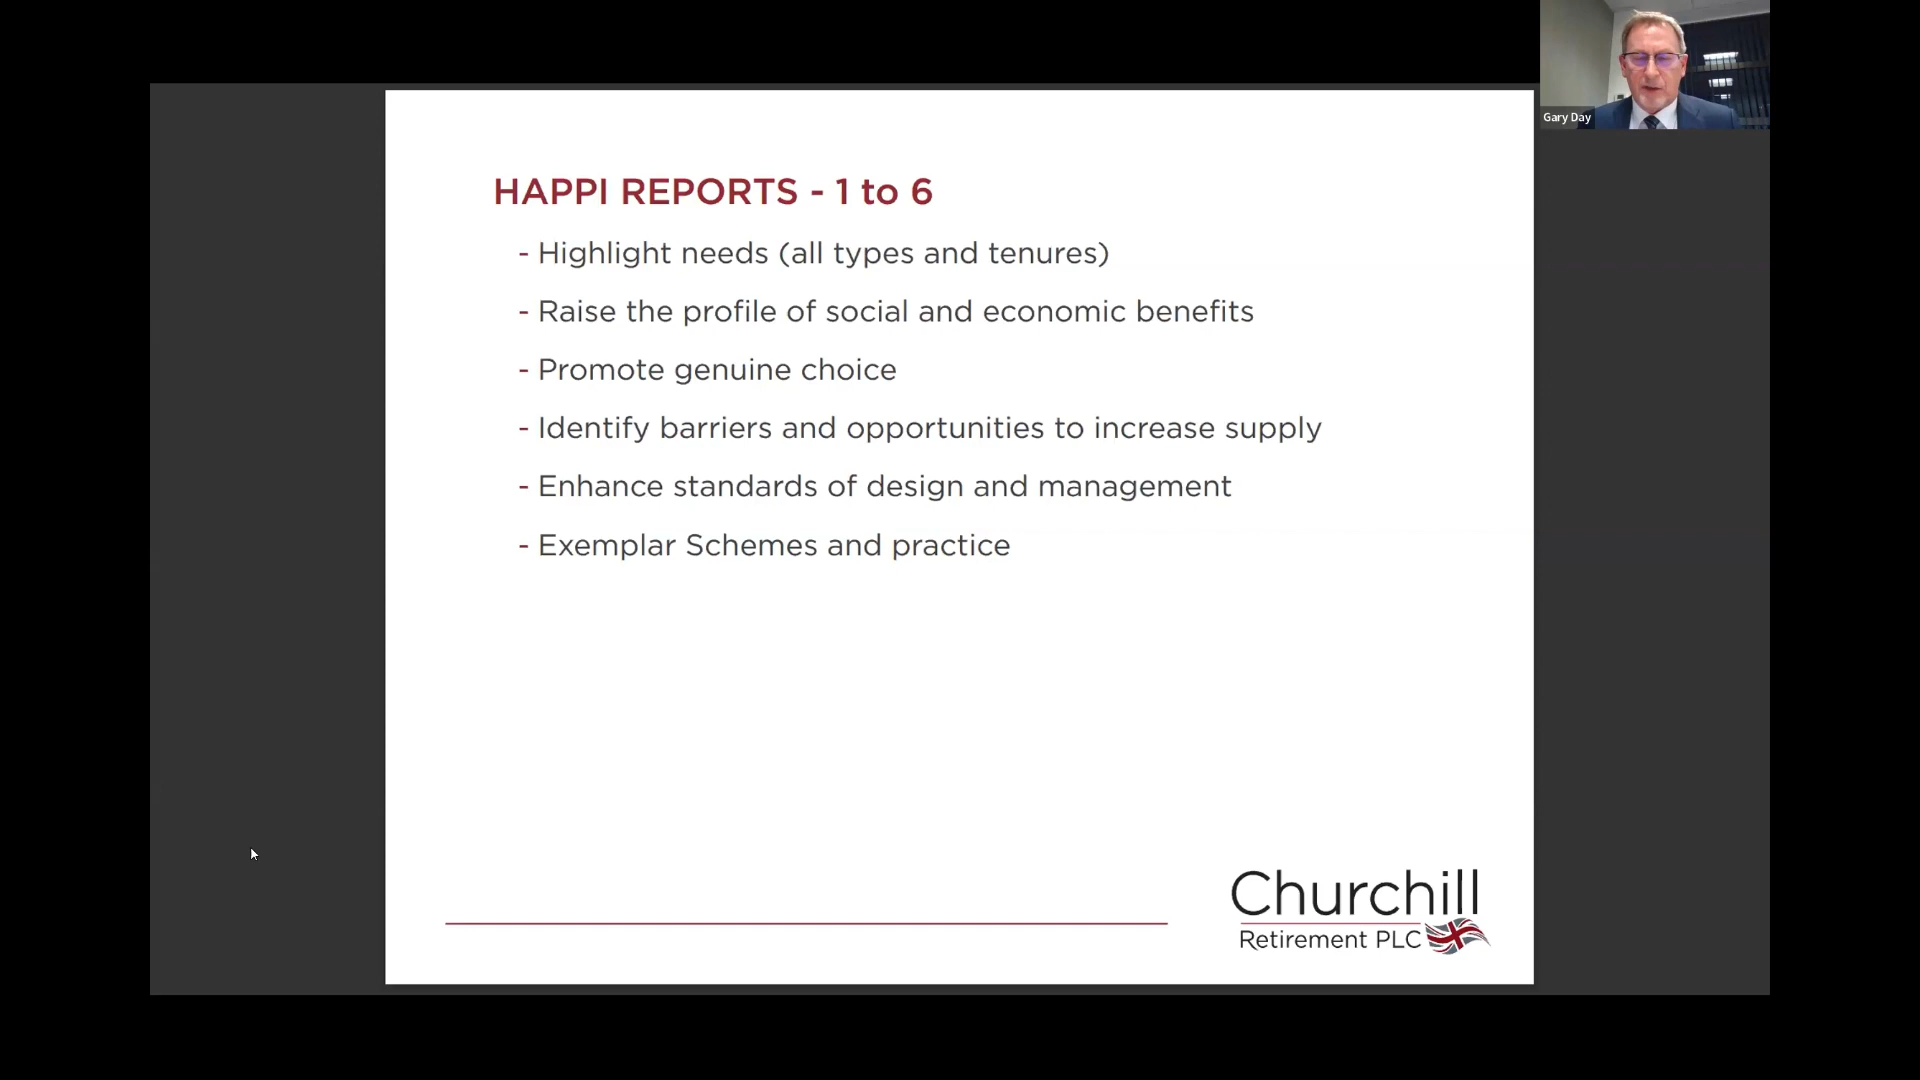 Gary Day
HAPPI REPORTS - 1 to 6
- Highlight needs (all types and tenures)
- Raise the profile of social and economic benefits
- Promote genuine choice
- Identify barriers and opportunities to increase supply
- Enhance standards of design and management
- Exemplar Schemes and practice
Churchill
Retirement PLC